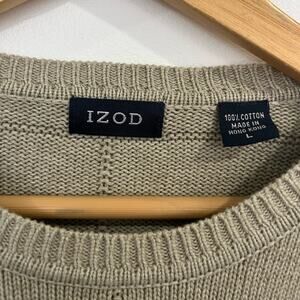 IZOD
100% COTTON
MADE IN
HONG KONG
L